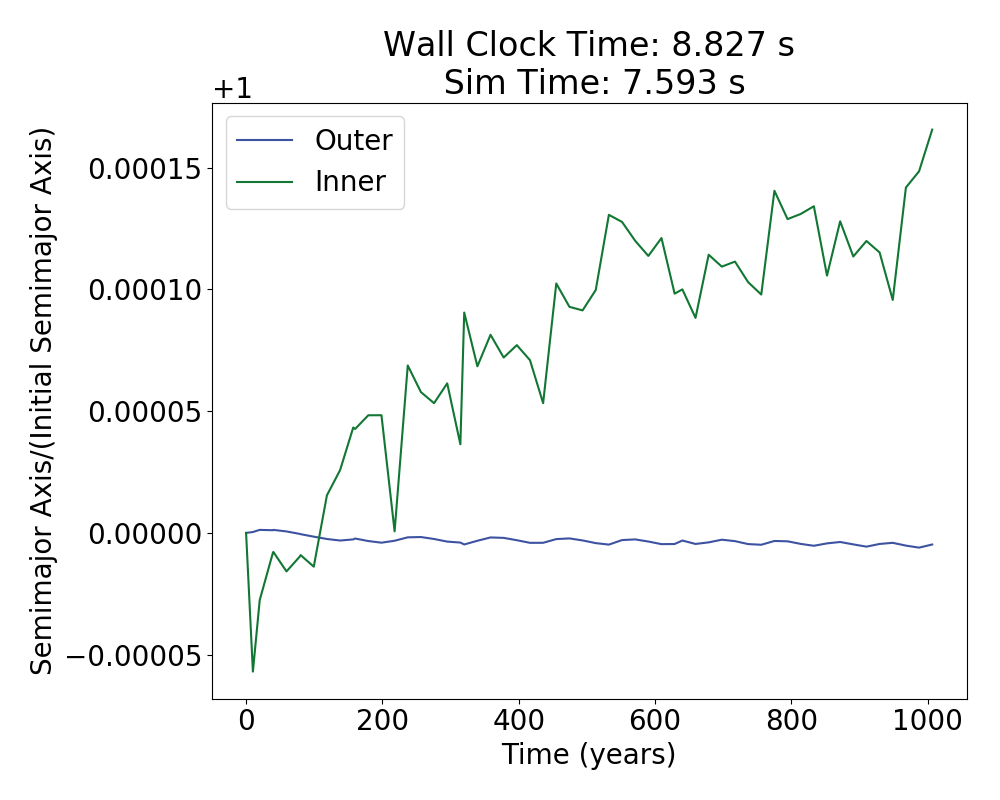 Wall Clock Time: 8.827 s
Sim Time: 7.593 s
+1
Outer
Inner
0.00015
0.00010
0.00005
0.00000
−0.00005
Semimajor Axis/(Initial Semimajor Axis)
0 200 400 600 800 1000
Time (years)